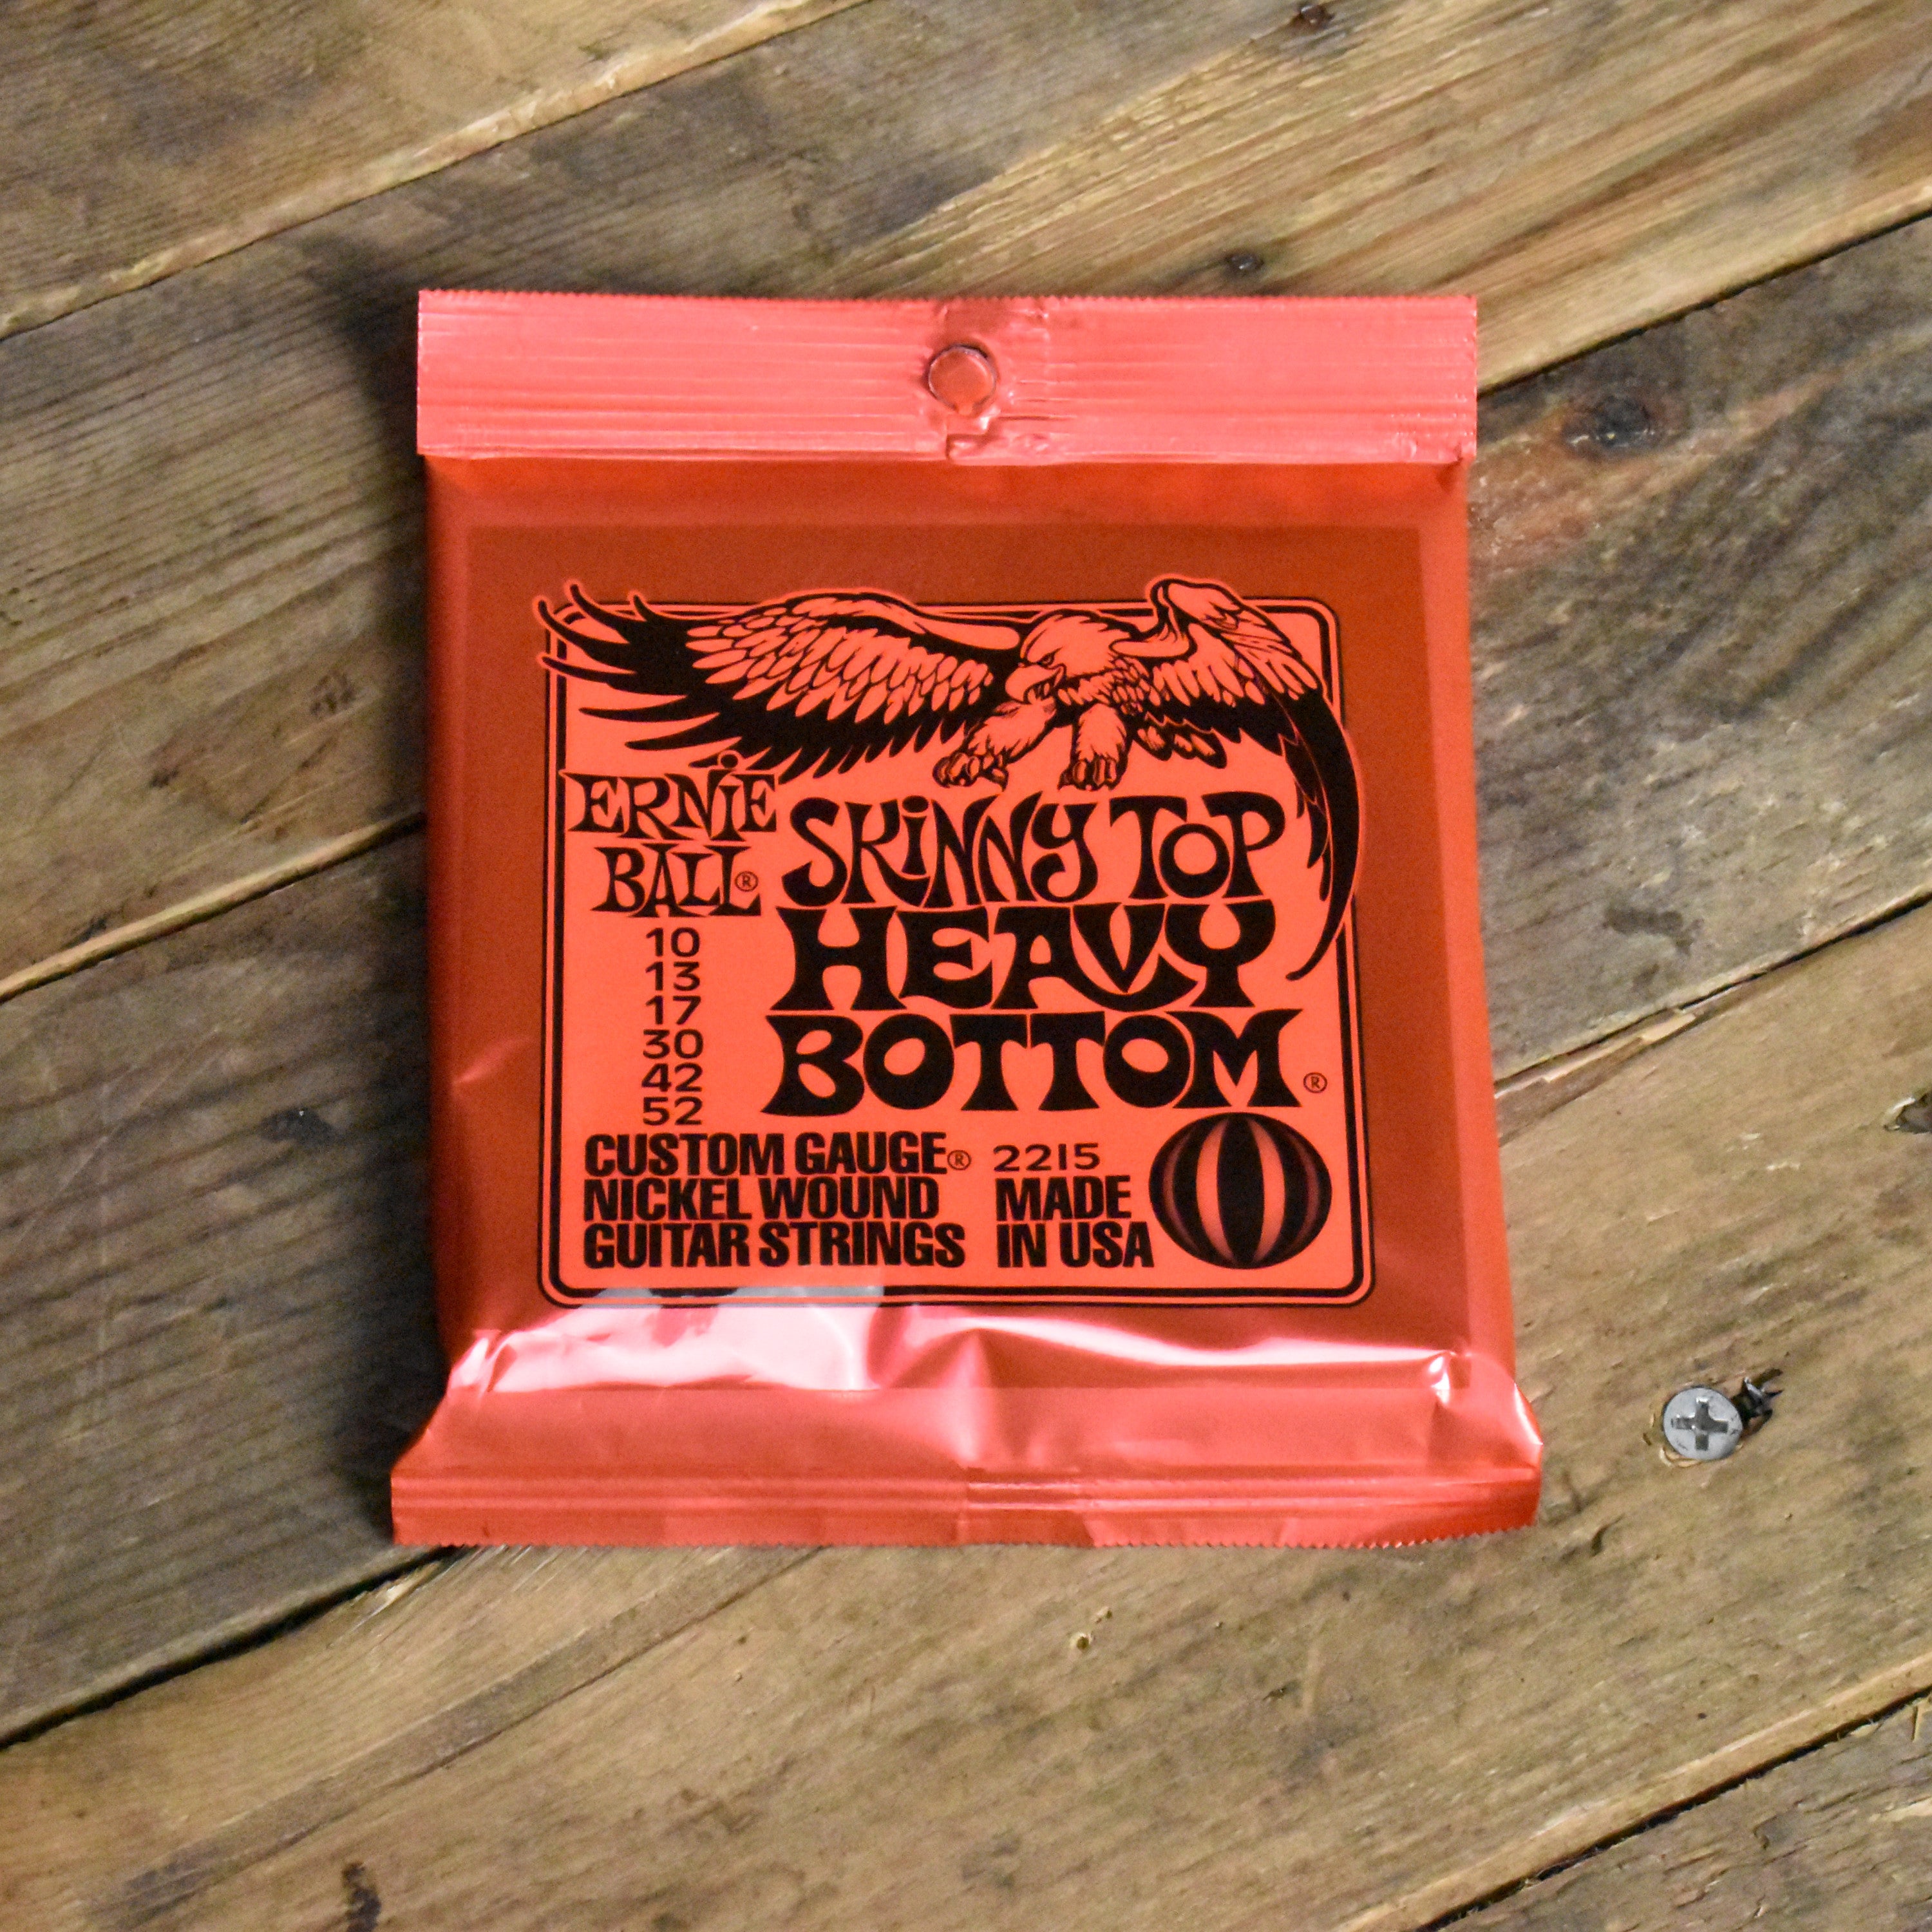 ERNiE
BALL®
SKiNNY TOP
HEAVY
BOTTOM®
10
13
17
30
42
52
CUSTOM GAUGE®
NICKEL WOUND
GUITAR STRINGS
2215
MADE
IN USA